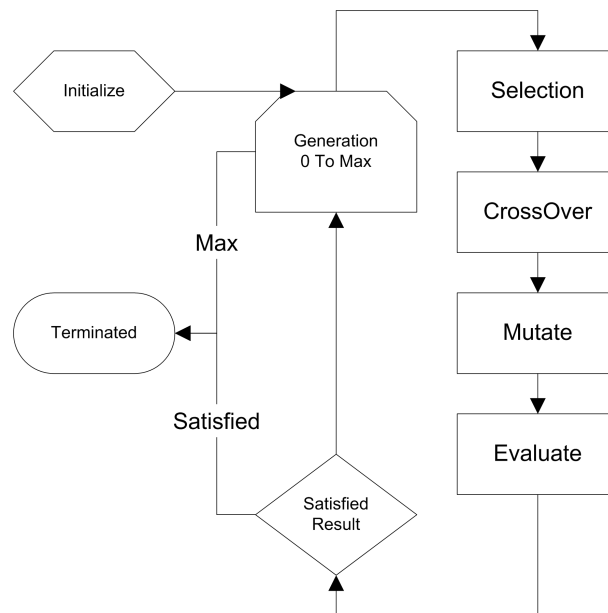 Initialize
Generation
0 To Max
Selection
CrossOver
Max
Terminated
Mutate
Satisfied
Evaluate
Satisfied
Result